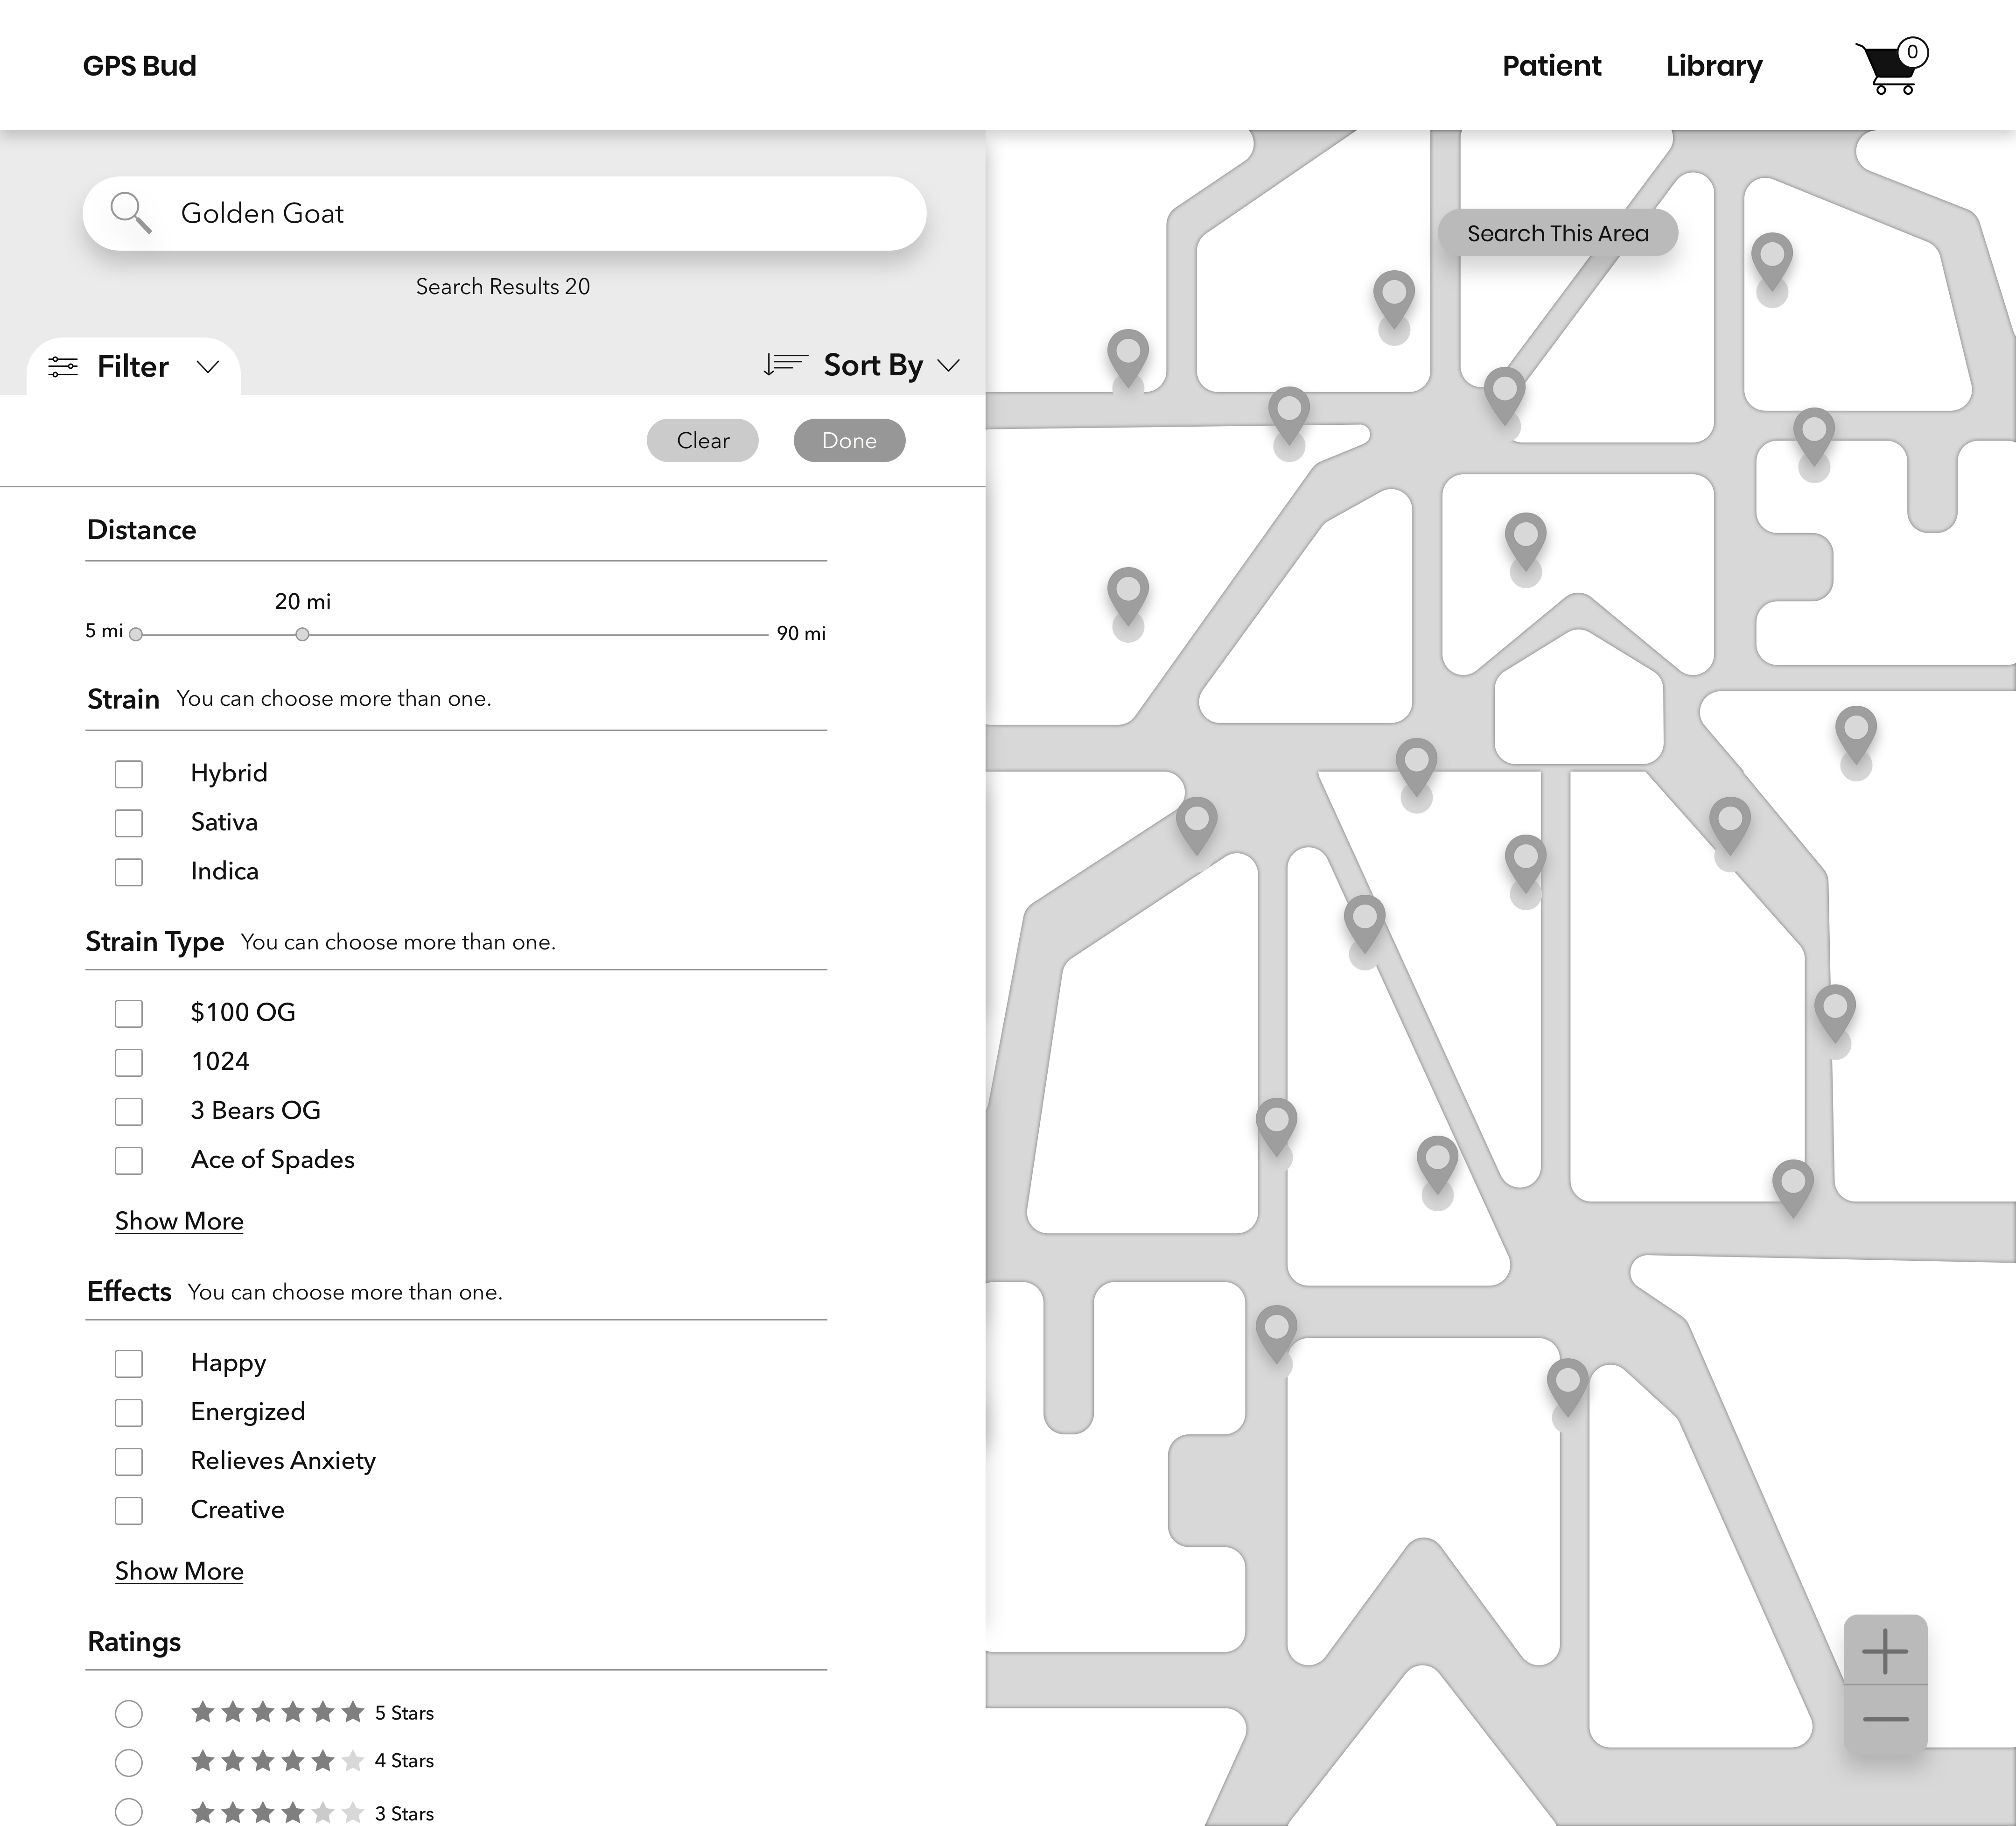 GPS Bud
Patient
Library
0
Golden Goat
Search Results 20
Filter
Sort By
Clear
Done
Distance
20 mi
5 mi
90 mi
Strain You can choose more than one.
Hybrid
Sativa
Indica
Strain Type You can choose more than one.
$100 OG
1024
3 Bears OG
Ace of Spades
Show More
Effects You can choose more than one.
Happy
Energized
Relieves Anxiety
Creative
Show More
Ratings
5 Stars
4 Stars
3 Stars
Search This Area